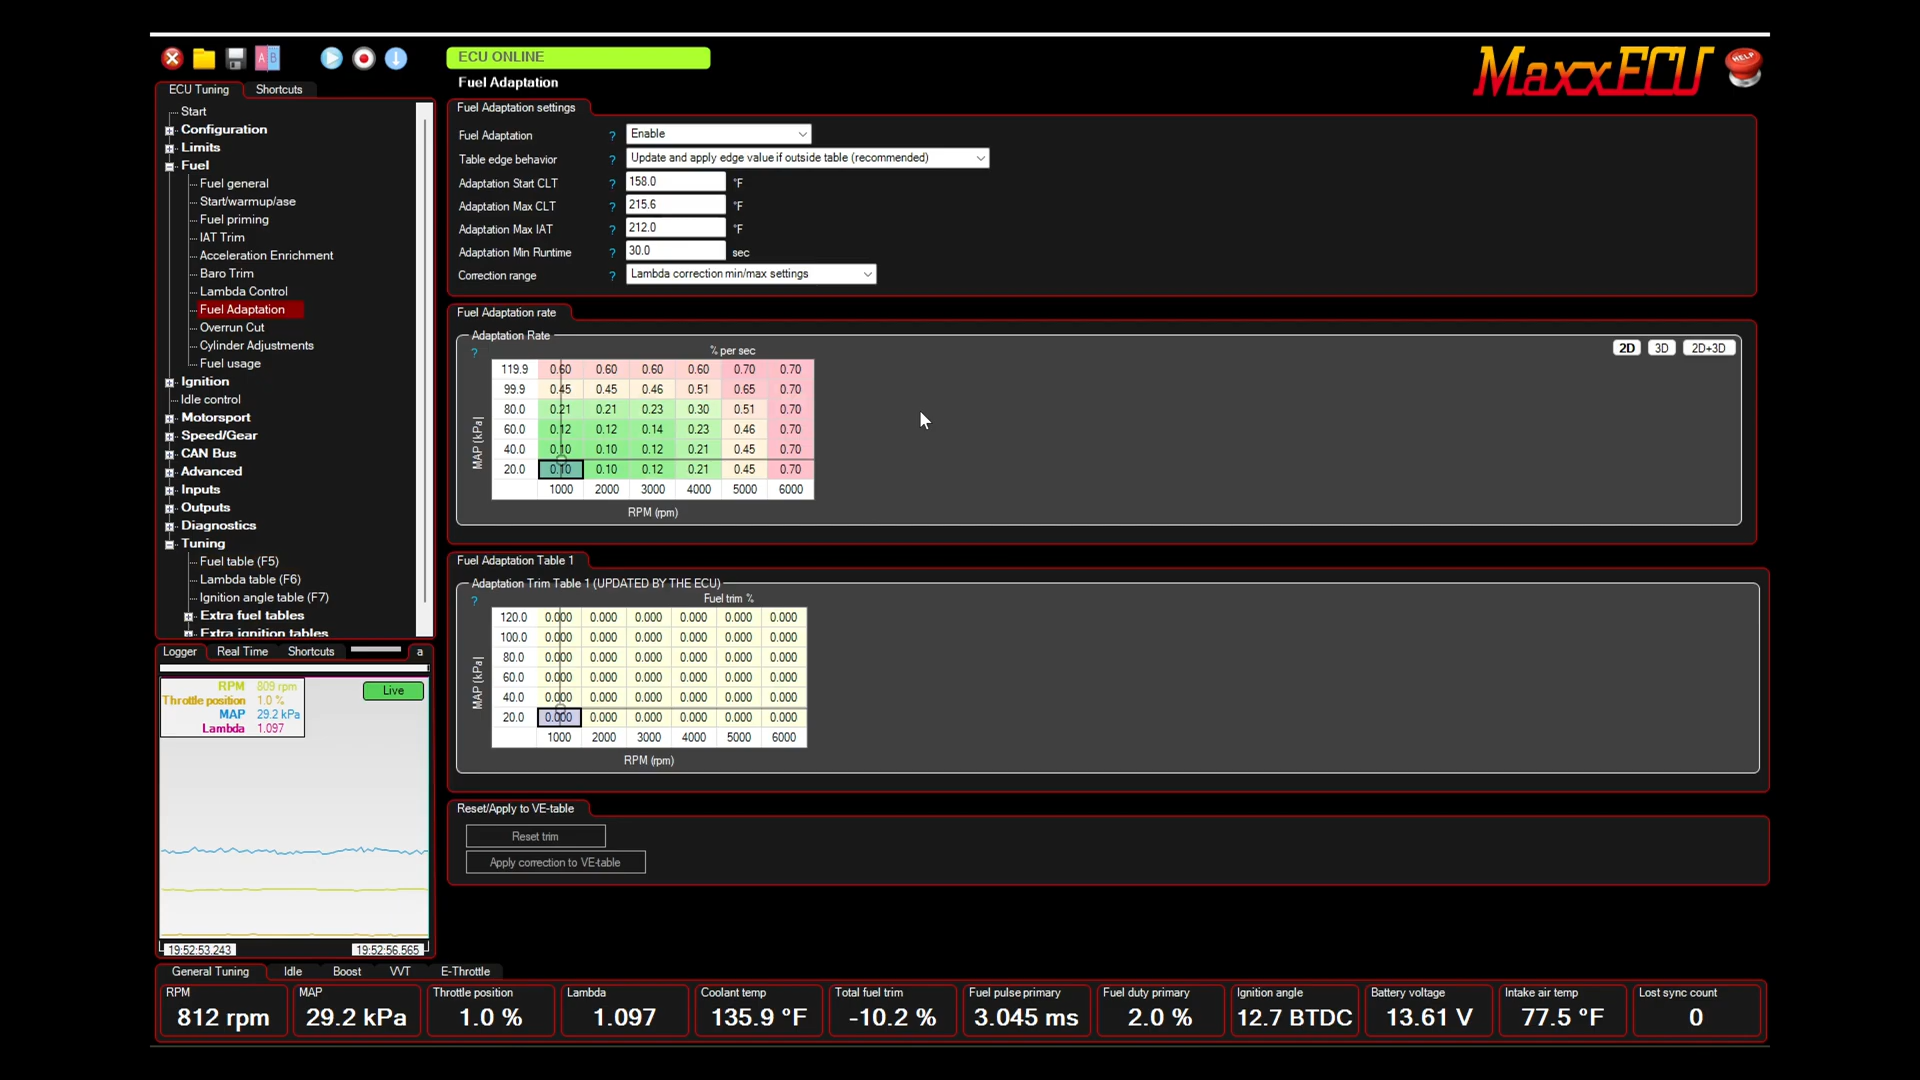 ECU ONLINE
MaxxECU
HELP
A B
Fuel Adaptation
ECU Tuning Shortcuts
Start
Configuration
Limits
Fuel
Fuel general
Start/warmup/ase
Fuel priming
IAT Trim
Acceleration Enrichment
Baro Trim
Lambda Control
Fuel Adaptation
Overrun Cut
Cylinder Adjustments
Fuel usage
Ignition
Idle control
Motorsport
Speed/Gear
CAN Bus
Advanced
Inputs
Outputs
Diagnostics
Tuning
Fuel table (F5)
Lambda table (F6)
Ignition angle table (F7)
Extra fuel tables
Extra ignition tables
Fuel Adaptation settings
Fuel Adaptation ? Enable
Table edge behavior ? Update and apply edge value if outside table (recommended)
Adaptation Start CLT ? 158.0 °F
Adaptation Max CLT ? 215.6 °F
Adaptation Max IAT ? 212.0 °F
Adaptation Min Runtime ? 30.0 sec
Correction range ? Lambda correction min/max settings
Fuel Adaptation rate
Adaptation Rate
2D 3D 2D+3D
? % per sec
119.9 0.60 0.60 0.60 0.60 0.70 0.70
99.9 0.45 0.45 0.46 0.51 0.65 0.70
80.0 0.21 0.21 0.23 0.30 0.51 0.70
60.0 0.12 0.12 0.14 0.23 0.46 0.70
40.0 0.10 0.10 0.12 0.21 0.45 0.70
20.0 0.10 0.10 0.12 0.21 0.45 0.70
1000 2000 3000 4000 5000 6000
MAP [kPa]
RPM (rpm)
Fuel Adaptation Table 1
Adaptation Trim Table 1 (UPDATED BY THE ECU)
? Fuel trim %
120.0 0.000 0.000 0.000 0.000 0.000 0.000
100.0 0.000 0.000 0.000 0.000 0.000 0.000
80.0 0.000 0.000 0.000 0.000 0.000 0.000
60.0 0.000 0.000 0.000 0.000 0.000 0.000
40.0 0.000 0.000 0.000 0.000 0.000 0.000
20.0 0.000 0.000 0.000 0.000 0.000 0.000
1000 2000 3000 4000 5000 6000
MAP [kPa]
RPM (rpm)
Reset/Apply to VE-table
Reset trim
Apply correction to VE-table
Logger Real Time Shortcuts a
RPM 809 rpm
Throttle position 1.0 %
MAP 29.2 kPa
Lambda 1.097
Live
19:52:53.243 19:52:56.565
General Tuning Idle Boost VVT E-Throttle
RPM MAP Throttle position Lambda Coolant temp Total fuel trim Fuel pulse primary Fuel duty primary Ignition angle Battery voltage Intake air temp Lost sync count
812 rpm 29.2 kPa 1.0 % 1.097 135.9 °F -10.2 % 3.045 ms 2.0 % 12.7 BTDC 13.61 V 77.5 °F 0